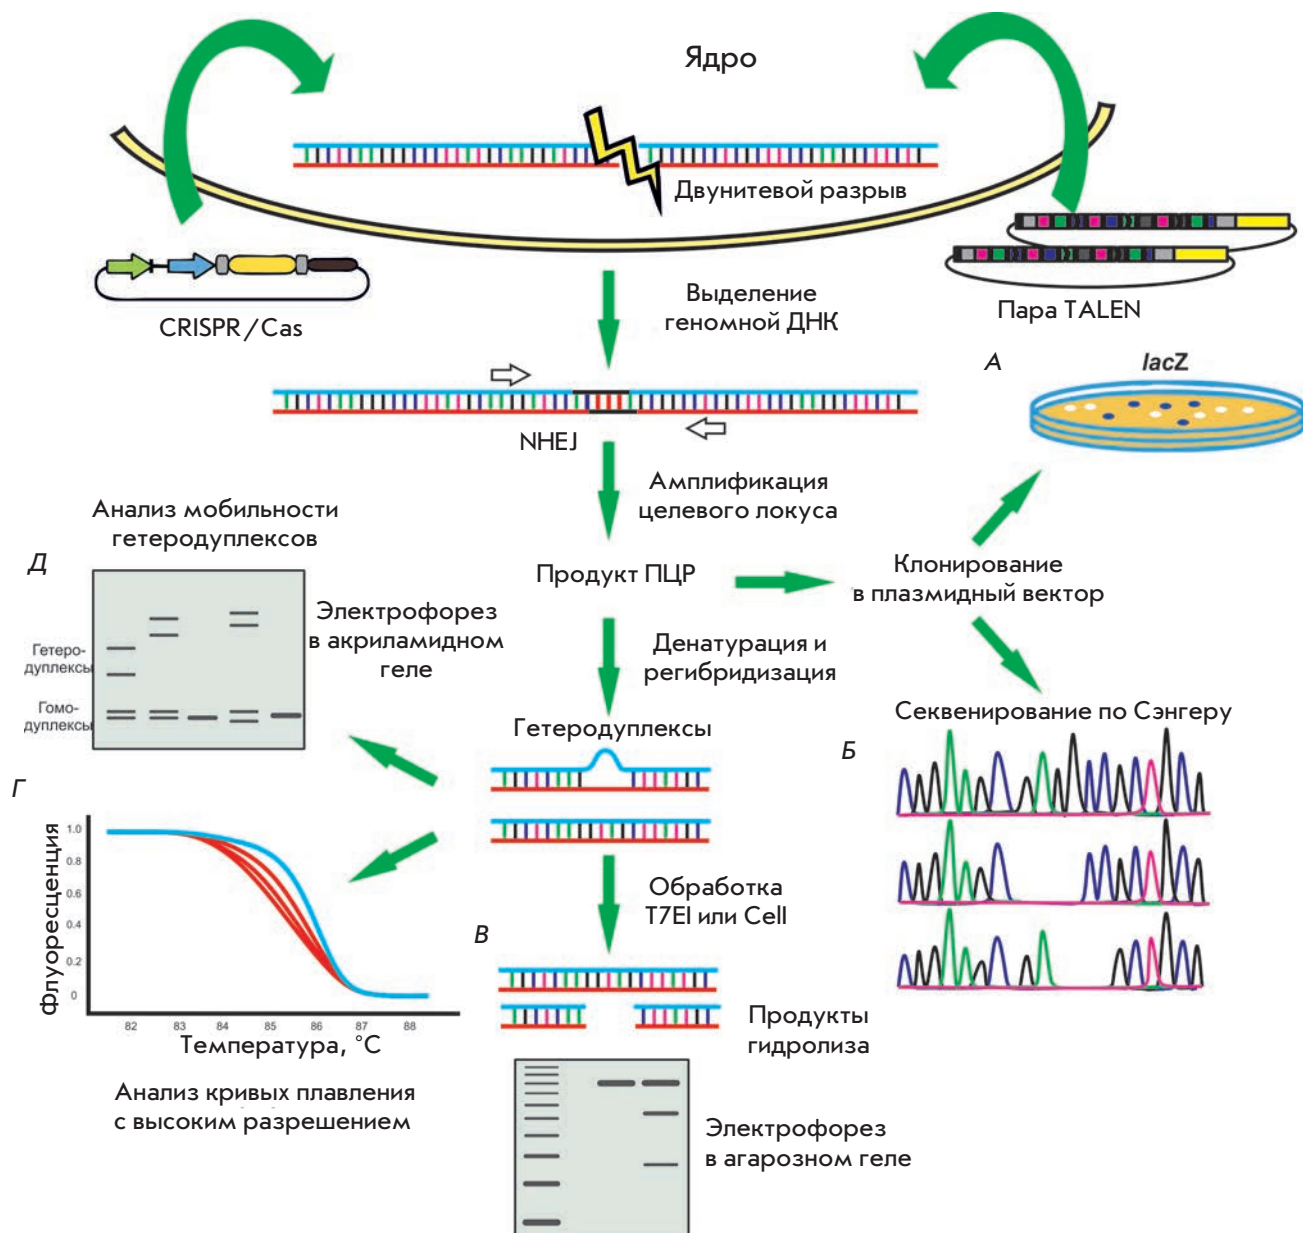 Ядро
Двунитевой разрыв
CRISPR/Cas
Пара TALEN
Выделение
геномной ДНК
А
lacZ
NHEJ
Амплификация
целевого локуса
Продукт ПЦР
Клонирование
в плазмидный вектор
Анализ мобильности
гетеродуплексов
Д
Гетеро-
дуплексы
Гомо-
дуплексы
Электрофорез
в акриламидном
геле
Денатурация и
регибридизация
Гетеродуплексы
Секвенирование по Сэнгеру
Б
Г
Флуоресценция
1.0
0.8
0.6
0.4
0.2
0
82 83 84 85 86 87 88
Температура, °C
Анализ кривых плавления
с высоким разрешением
Обработка
T7EI или Cell
В
Продукты
гидролиза
Электрофорез
в агарозном геле